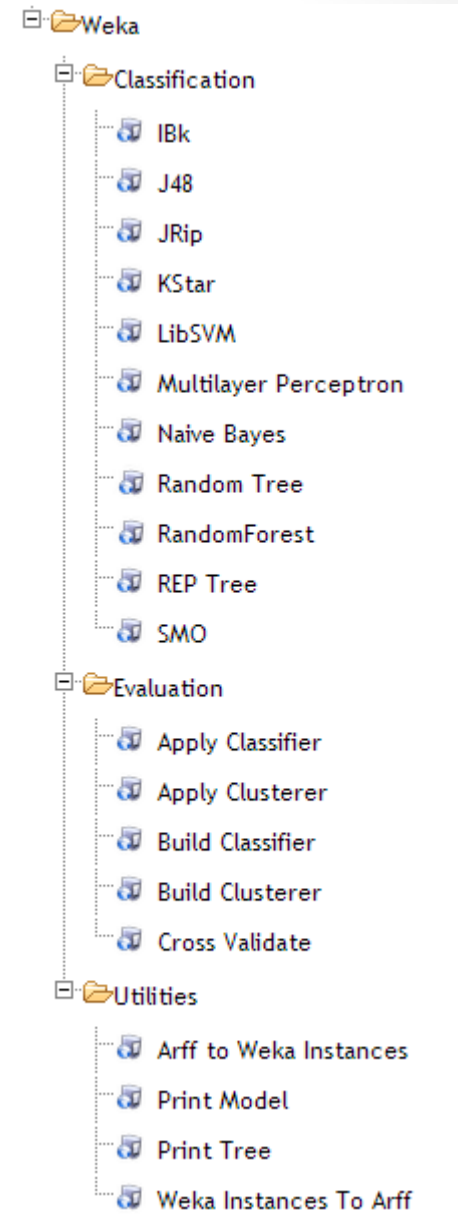 Weka
Classification
IBk
J48
JRip
KStar
LibSVM
Multilayer Perceptron
Naive Bayes
Random Tree
RandomForest
REP Tree
SMO
Evaluation
Apply Classifier
Apply Clusterer
Build Classifier
Build Clusterer
Cross Validate
Utilities
Arff to Weka Instances
Print Model
Print Tree
Weka Instances To Arff